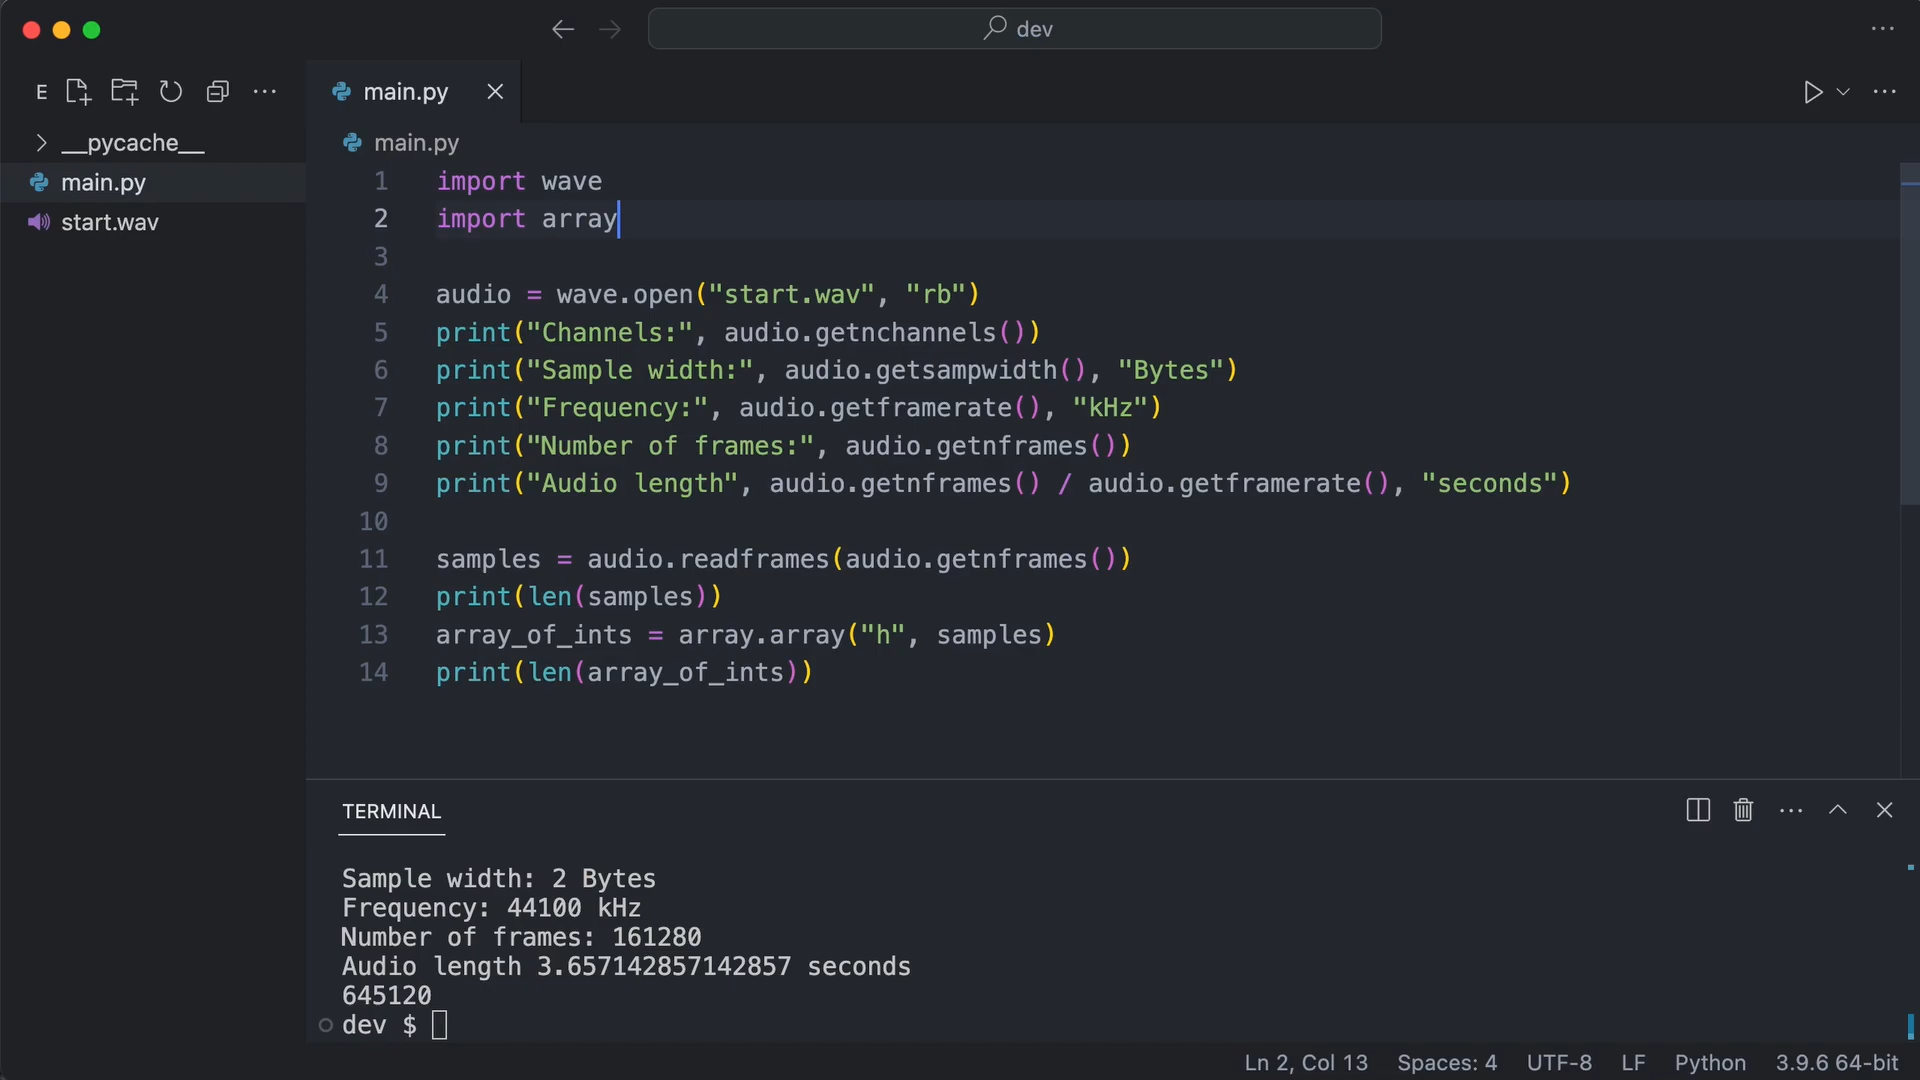 dev
E
main.py
__pycache__
main.py
start.wav
main.py
1 import wave
2 import array
3
4 audio = wave.open("start.wav", "rb")
5 print("Channels:", audio.getnchannels())
6 print("Sample width:", audio.getsampwidth(), "Bytes")
7 print("Frequency:", audio.getframerate(), "kHz")
8 print("Number of frames:", audio.getnframes())
9 print("Audio length", audio.getnframes() / audio.getframerate(), "seconds")
10
11 samples = audio.readframes(audio.getnframes())
12 print(len(samples))
13 array_of_ints = array.array("h", samples)
14 print(len(array_of_ints))
TERMINAL
Sample width: 2 Bytes
Frequency: 44100 kHz
Number of frames: 161280
Audio length 3.657142857142857 seconds
645120
dev $
Ln 2, Col 13 Spaces: 4 UTF-8 LF Python 3.9.6 64-bit